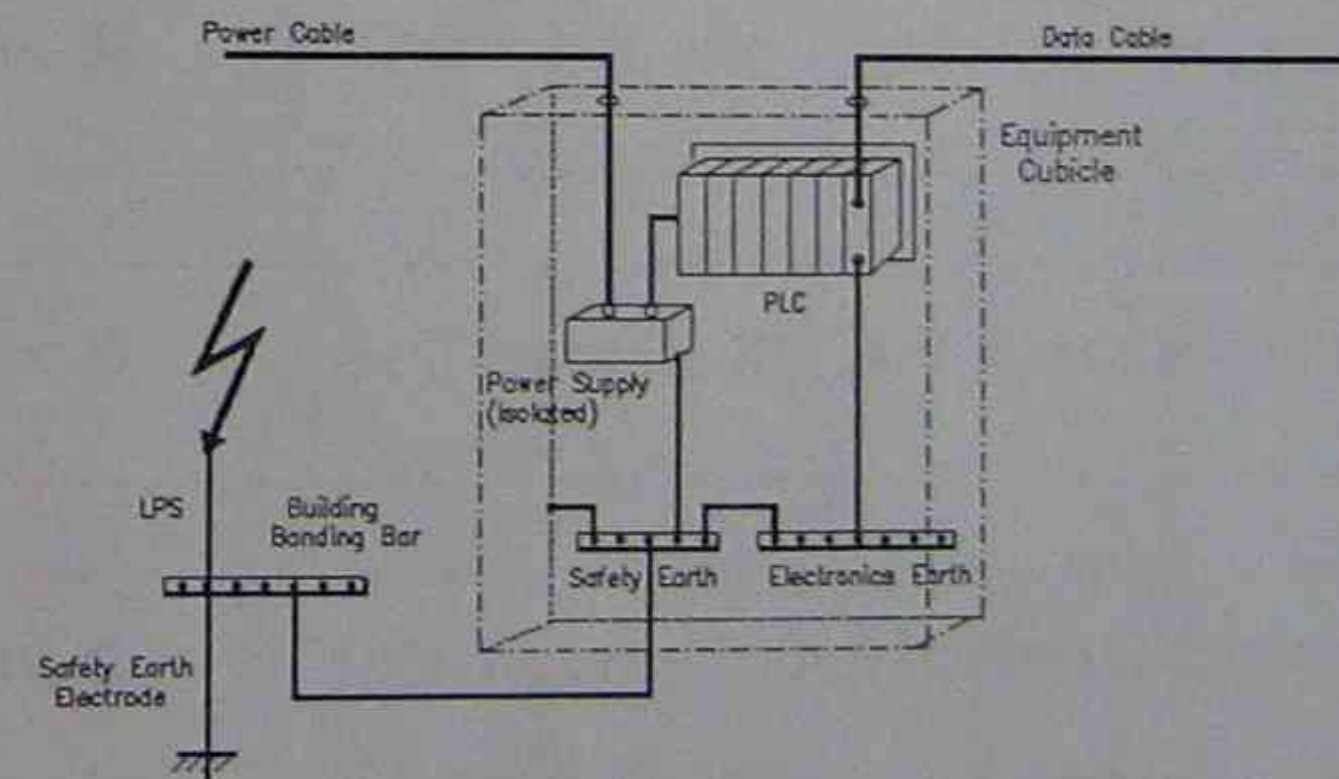 Power Cable
Data Cable
Equipment
Cubicle
PLC
Power Supply
(Isolated)
LPS
Building
Bonding Bar
Safety Earth
Electronics Earth
Safety Earth
Electrode